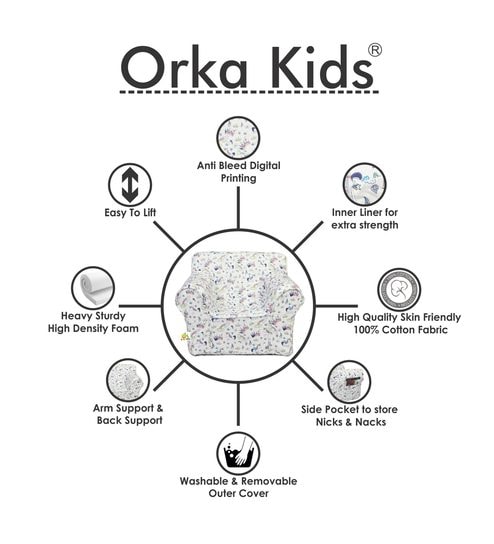 Orka Kids®
Anti Bleed Digital
Printing
Easy To Lift
Inner Liner for
extra strength
Heavy Sturdy
High Density Foam
High Quality Skin Friendly
100% Cotton Fabric
Arm Support &
Back Support
Side Pocket to store
Nicks & Nacks
Washable & Removable
Outer Cover